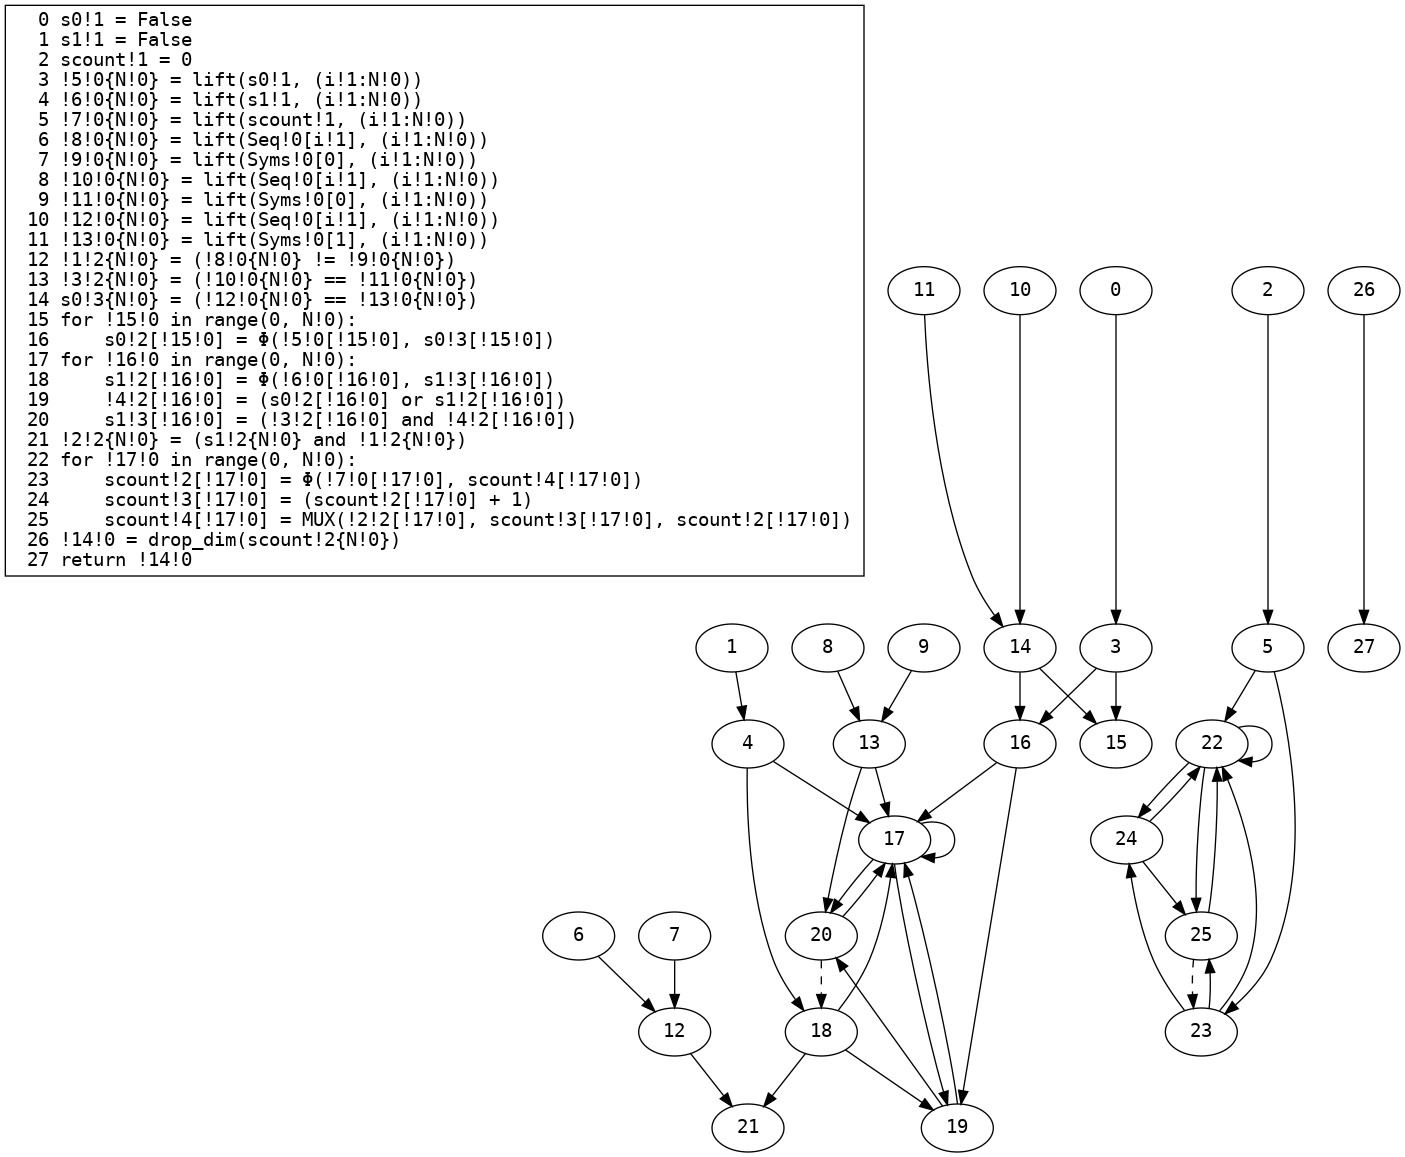 0 s0!1 = False
1 s1!1 = False
2 scount!1 = 0
3 !5!0{N!0} = lift(s0!1, (i!1:N!0))
4 !6!0{N!0} = lift(s1!1, (i!1:N!0))
5 !7!0{N!0} = lift(scount!1, (i!1:N!0))
6 !8!0{N!0} = lift(Seq!0[i!1], (i!1:N!0))
7 !9!0{N!0} = lift(Syms!0[0], (i!1:N!0))
8 !10!0{N!0} = lift(Seq!0[i!1], (i!1:N!0))
9 !11!0{N!0} = lift(Syms!0[0], (i!1:N!0))
10 !12!0{N!0} = lift(Seq!0[i!1], (i!1:N!0))
11 !13!0{N!0} = lift(Syms!0[1], (i!1:N!0))
12 !1!2{N!0} = (!8!0{N!0} != !9!0{N!0})
13 !3!2{N!0} = (!10!0{N!0} == !11!0{N!0})
14 s0!3{N!0} = (!12!0{N!0} == !13!0{N!0})
15 for !15!0 in range(0, N!0):
16     s0!2[!15!0] = Φ(!5!0[!15!0], s0!3[!15!0])
17 for !16!0 in range(0, N!0):
18     s1!2[!16!0] = Φ(!6!0[!16!0], s1!3[!16!0])
19     !4!2[!16!0] = (s0!2[!16!0] or s1!2[!16!0])
20     s1!3[!16!0] = (!3!2[!16!0] and !4!2[!16!0])
21 !2!2{N!0} = (s1!2{N!0} and !1!2{N!0})
22 for !17!0 in range(0, N!0):
23     scount!2[!17!0] = Φ(!7!0[!17!0], scount!4[!17!0])
24     scount!3[!17!0] = (scount!2[!17!0] + 1)
25     scount!4[!17!0] = MUX(!2!2[!17!0], scount!3[!17!0], scount!2[!17!0])
26 !14!0 = drop_dim(scount!2{N!0})
27 return !14!0
11 10 0 2 26
1 8 9 14 3 5 27
4 13 16 15 22
17 24
6 7 20 25
12 18 23
21 19